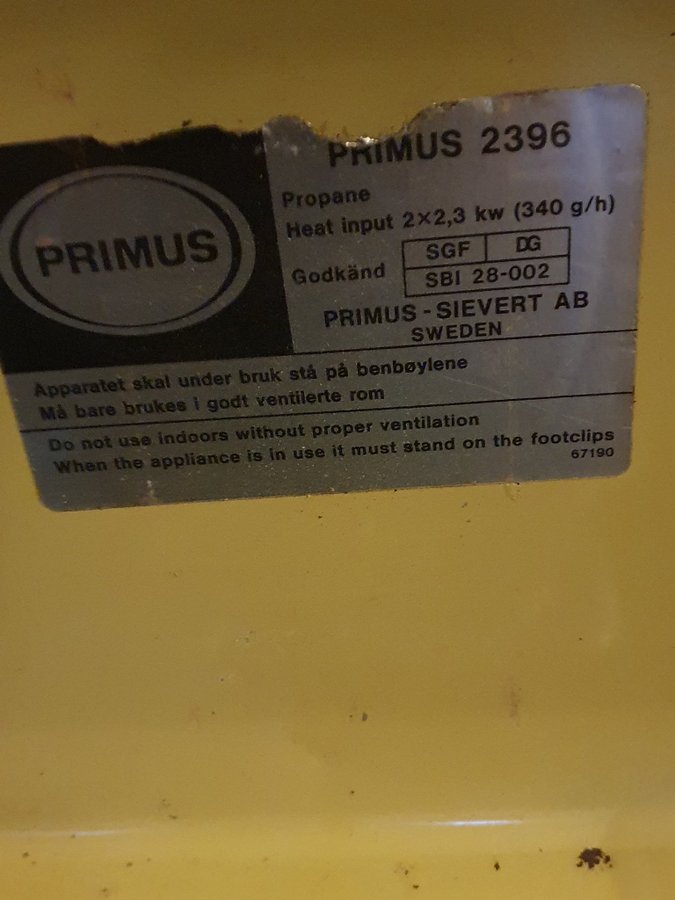 PRIMUS 2396
PRIMUS
Propane
Heat input 2×2,3 kw (340 g/h)
Godkänd
SGF DG
SBI 28-002
PRIMUS - SIEVERT AB
SWEDEN
Apparatet skal under bruk stå på benbøylene
Må bare brukes i godt ventilerte rom
Do not use indoors without proper ventilation
When the appliance is in use it must stand on the footclips
67190